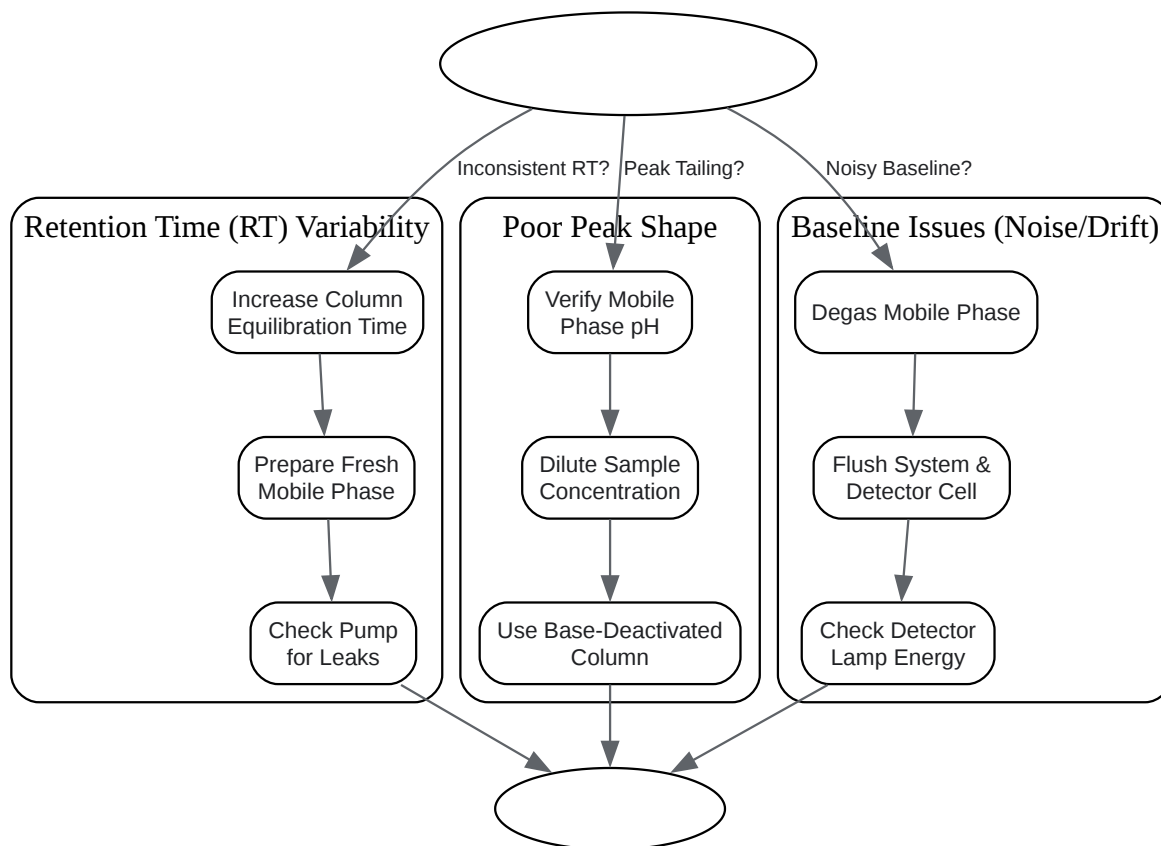 Inconsistent RT?
Peak Tailing?
Noisy Baseline?
Retention Time (RT) Variability
Increase Column
Equilibration Time
Prepare Fresh
Mobile Phase
Check Pump
for Leaks
Poor Peak Shape
Verify Mobile
Phase pH
Dilute Sample
Concentration
Use Base-Deactivated
Column
Baseline Issues (Noise/Drift)
Degas Mobile Phase
Flush System &
Detector Cell
Check Detector
Lamp Energy